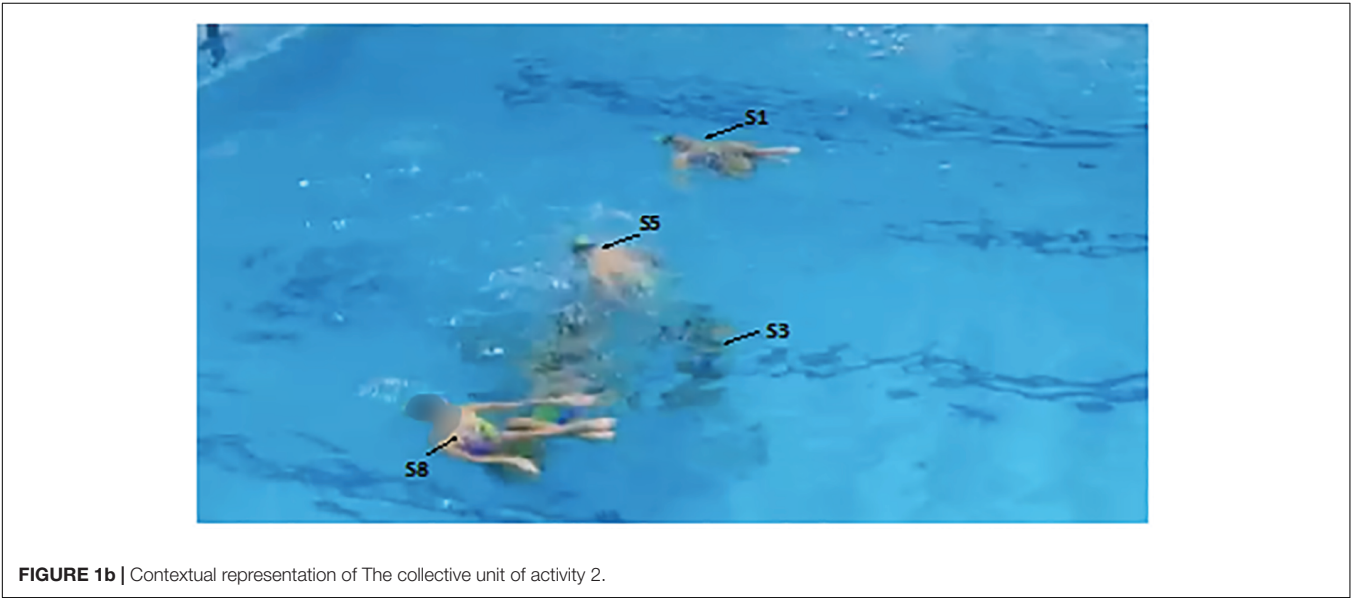 S1
S5
S3
S8
FIGURE 1b | Contextual representation of The collective unit of activity 2.